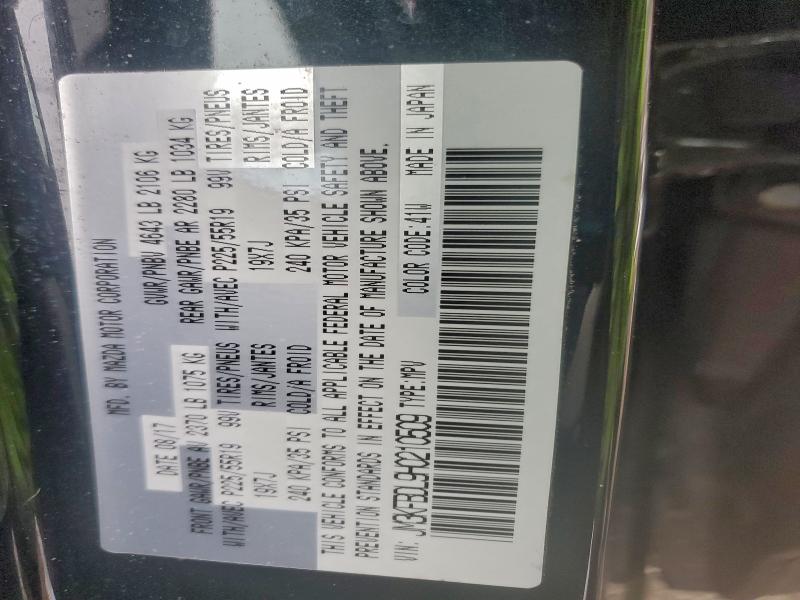 MFD. BY MAZDA MOTOR CORPORATION
DATE 08/17 GVWR/PNBV 4643 LB 2106 KG
FRONT GAWR/PNBE AV 2370 LB 1075 KG REAR GAWR/PNBE AR 2280 LB 1034 KG
WITH/AVEC P225/55R19 99V TIRES/PNEUS WITH/AVEC P225/55R19 99V TIRES/PNEUS
19X7J RIMS/JANTES 19X7J RIMS/JANTES
240 KPA/35 PSI COLD/A FROID 240 KPA/35 PSI COLD/A FROID
THIS VEHICLE CONFORMS TO ALL APPLICABLE FEDERAL MOTOR VEHICLE SAFETY AND THEFT
PREVENTION STANDARDS IN EFFECT ON THE DATE OF MANUFACTURE SHOWN ABOVE.
VIN: JM3KFBDL9H0210509 TYPE:MPV COLOR CODE:41W MADE IN JAPAN